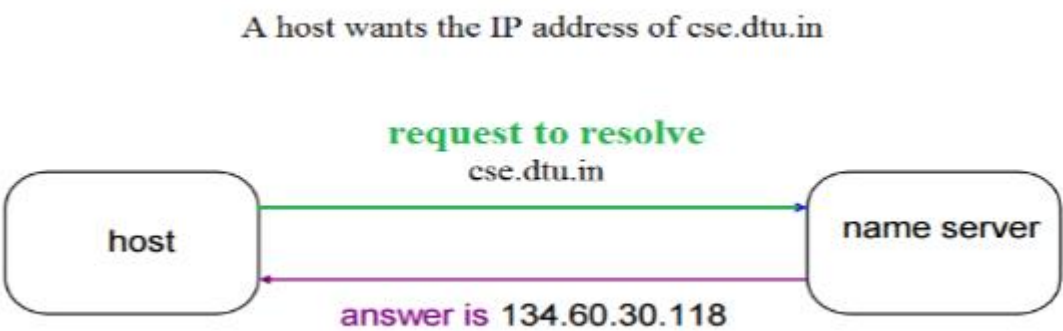 A host wants the IP address of cse.dtu.in
request to resolve
cse.dtu.in
host
name server
answer is 134.60.30.118